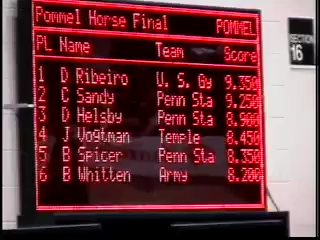 Pommel Horse Final POMMEL
PL Name Team Score
1 D Ribeiro U. S. Gy 9.350
2 C Sandy Penn Sta 9.250
3 D Helsby Penn Sta 8.900
4 J Vogtman Temple 8.450
5 B Spicer Penn Sta 8.350
6 B Whitten Army 8.200
SECTION
16